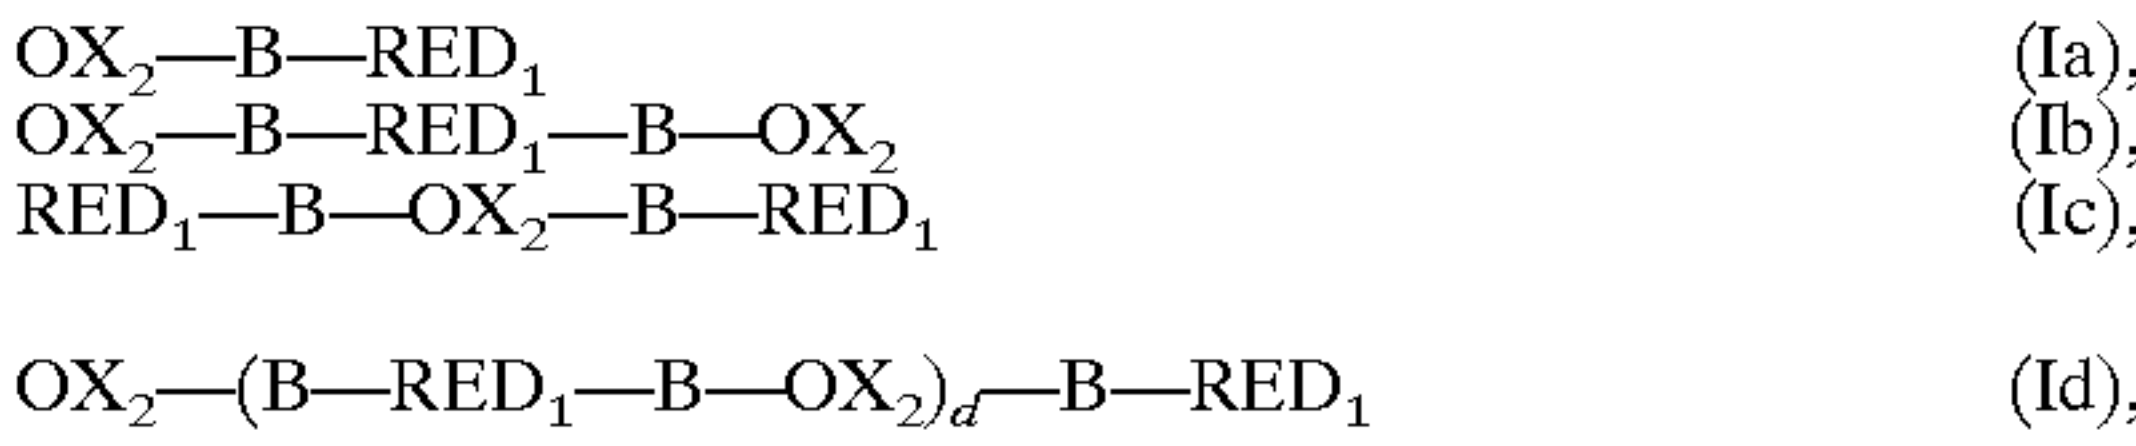 OX₂—B—RED₁ (Ia),
OX₂—B—RED₁—B—OX₂ (Ib),
RED₁—B—OX₂—B—RED₁ (Ic),
OX₂—(B—RED₁—B—OX₂)d—B—RED₁ (Id),